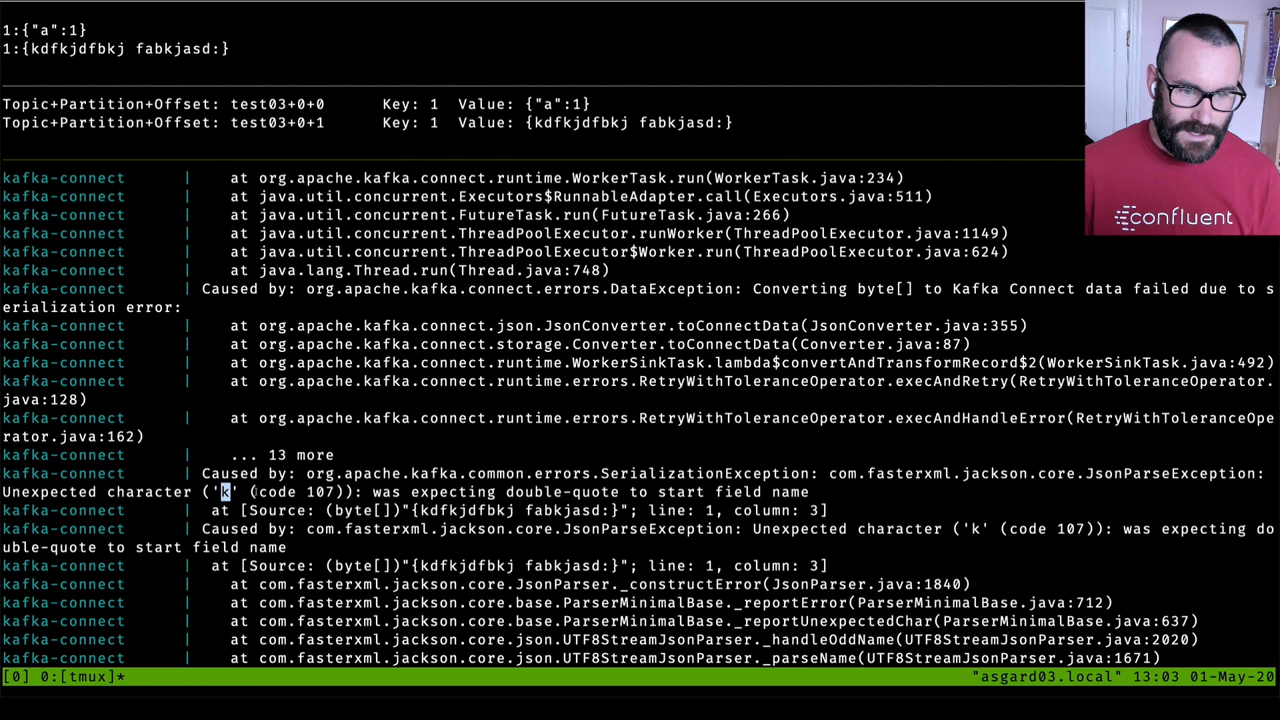 1:{"a":1}
1:{kdfkjdfbkj fabkjasd:}
Topic+Partition+Offset: test03+0+0      Key: 1  Value: {"a":1}
Topic+Partition+Offset: test03+0+1      Key: 1  Value: {kdfkjdfbkj fabkjasd:}
confluent
kafka-connect      |    at org.apache.kafka.connect.runtime.WorkerTask.run(WorkerTask.java:234)
kafka-connect      |    at java.util.concurrent.Executors$RunnableAdapter.call(Executors.java:511)
kafka-connect      |    at java.util.concurrent.FutureTask.run(FutureTask.java:266)
kafka-connect      |    at java.util.concurrent.ThreadPoolExecutor.runWorker(ThreadPoolExecutor.java:1149)
kafka-connect      |    at java.util.concurrent.ThreadPoolExecutor$Worker.run(ThreadPoolExecutor.java:624)
kafka-connect      |    at java.lang.Thread.run(Thread.java:748)
kafka-connect      | Caused by: org.apache.kafka.connect.errors.DataException: Converting byte[] to Kafka Connect data failed due to s
erialization error:
kafka-connect      |    at org.apache.kafka.connect.json.JsonConverter.toConnectData(JsonConverter.java:355)
kafka-connect      |    at org.apache.kafka.connect.storage.Converter.toConnectData(Converter.java:87)
kafka-connect      |    at org.apache.kafka.connect.runtime.WorkerSinkTask.lambda$convertAndTransformRecord$2(WorkerSinkTask.java:492)
kafka-connect      |    at org.apache.kafka.connect.runtime.errors.RetryWithToleranceOperator.execAndRetry(RetryWithToleranceOperator.
java:128)
kafka-connect      |    at org.apache.kafka.connect.runtime.errors.RetryWithToleranceOperator.execAndHandleError(RetryWithToleranceOpe
rator.java:162)
kafka-connect      |    ... 13 more
kafka-connect      | Caused by: org.apache.kafka.common.errors.SerializationException: com.fasterxml.jackson.core.JsonParseException:
Unexpected character ('k' (code 107)): was expecting double-quote to start field name
kafka-connect      |  at [Source: (byte[])"{kdfkjdfbkj fabkjasd:}"; line: 1, column: 3]
kafka-connect      | Caused by: com.fasterxml.jackson.core.JsonParseException: Unexpected character ('k' (code 107)): was expecting do
uble-quote to start field name
kafka-connect      |  at [Source: (byte[])"{kdfkjdfbkj fabkjasd:}"; line: 1, column: 3]
kafka-connect      |    at com.fasterxml.jackson.core.JsonParser._constructError(JsonParser.java:1840)
kafka-connect      |    at com.fasterxml.jackson.core.base.ParserMinimalBase._reportError(ParserMinimalBase.java:712)
kafka-connect      |    at com.fasterxml.jackson.core.base.ParserMinimalBase._reportUnexpectedChar(ParserMinimalBase.java:637)
kafka-connect      |    at com.fasterxml.jackson.core.json.UTF8StreamJsonParser._handleOddName(UTF8StreamJsonParser.java:2020)
kafka-connect      |    at com.fasterxml.jackson.core.json.UTF8StreamJsonParser._parseName(UTF8StreamJsonParser.java:1671)
[0] 0:[tmux]*      "asgard03.local" 13:03 01-May-20